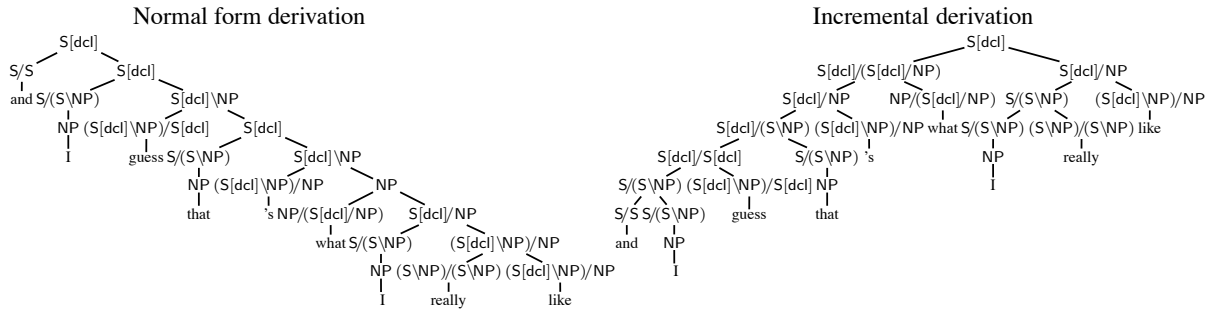 Normal form derivation Incremental derivation
S[dcl] S[dcl]
S/S S[dcl] S[dcl]/(S[dcl]/NP) S[dcl]/NP
and S/(S\NP) S[dcl]\NP S[dcl]/NP NP/(S[dcl]/NP) S/(S\NP) (S[dcl]\NP)/NP
NP (S[dcl]\NP)/S[dcl] S[dcl] S[dcl]/(S\NP) (S[dcl]\NP)/NP what S/(S\NP) (S\NP)/(S\NP) like
I guess S/(S\NP) S[dcl]\NP S[dcl]/S[dcl] S/(S\NP) 's NP really
NP (S[dcl]\NP)/NP NP S/(S\NP) (S[dcl]\NP)/S[dcl] NP I
that 's NP/(S[dcl]/NP) S[dcl]/NP S/S S/(S\NP) guess that
what S/(S\NP) (S[dcl]\NP)/NP and NP
NP (S\NP)/(S\NP) (S[dcl]\NP)/NP I
I really like